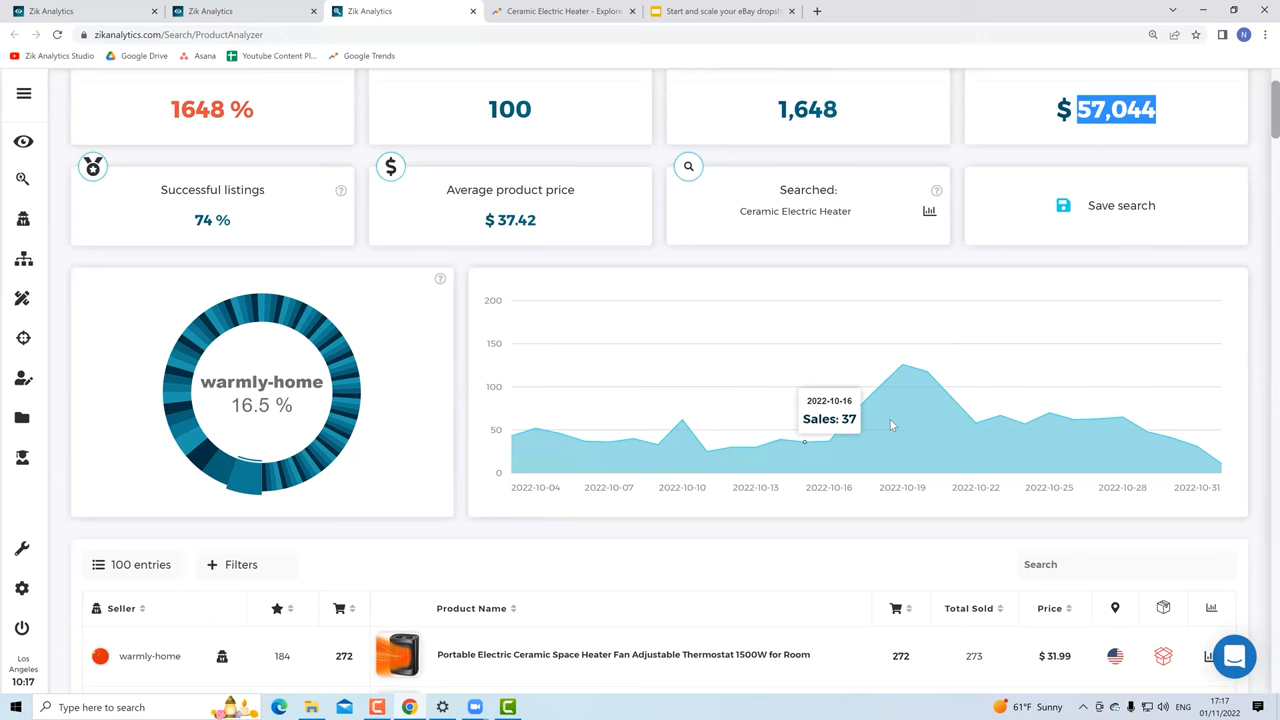 Zik Analytics
Zik Analytics
Zik Analytics
Ceramic Electric Heater - Explore
Start and scale your eBay dropsh
zikanalytics.com/Search/ProductAnalyzer
N
Zik Analytics Studio
Google Drive
Asana
Youtube Content Pl...
Google Trends
1648 %
100
1,648
$ 57,044
Successful listings
74 %
Average product price
$ 37.42
Searched:
Ceramic Electric Heater
Save search
warmly-home
16.5 %
200
150
100
50
0
2022-10-16
Sales: 37
2022-10-04 2022-10-07 2022-10-10 2022-10-13 2022-10-16 2022-10-19 2022-10-22 2022-10-25 2022-10-28 2022-10-31
100 entries
+ Filters
Search
Seller
Product Name
Total Sold
Price
warmly-home
184
272
Portable Electric Ceramic Space Heater Fan Adjustable Thermostat 1500W for Room
272
273
$ 31.99
Los Angeles
10:17
Type here to search
61°F Sunny
ENG
17:17
01/11/2022